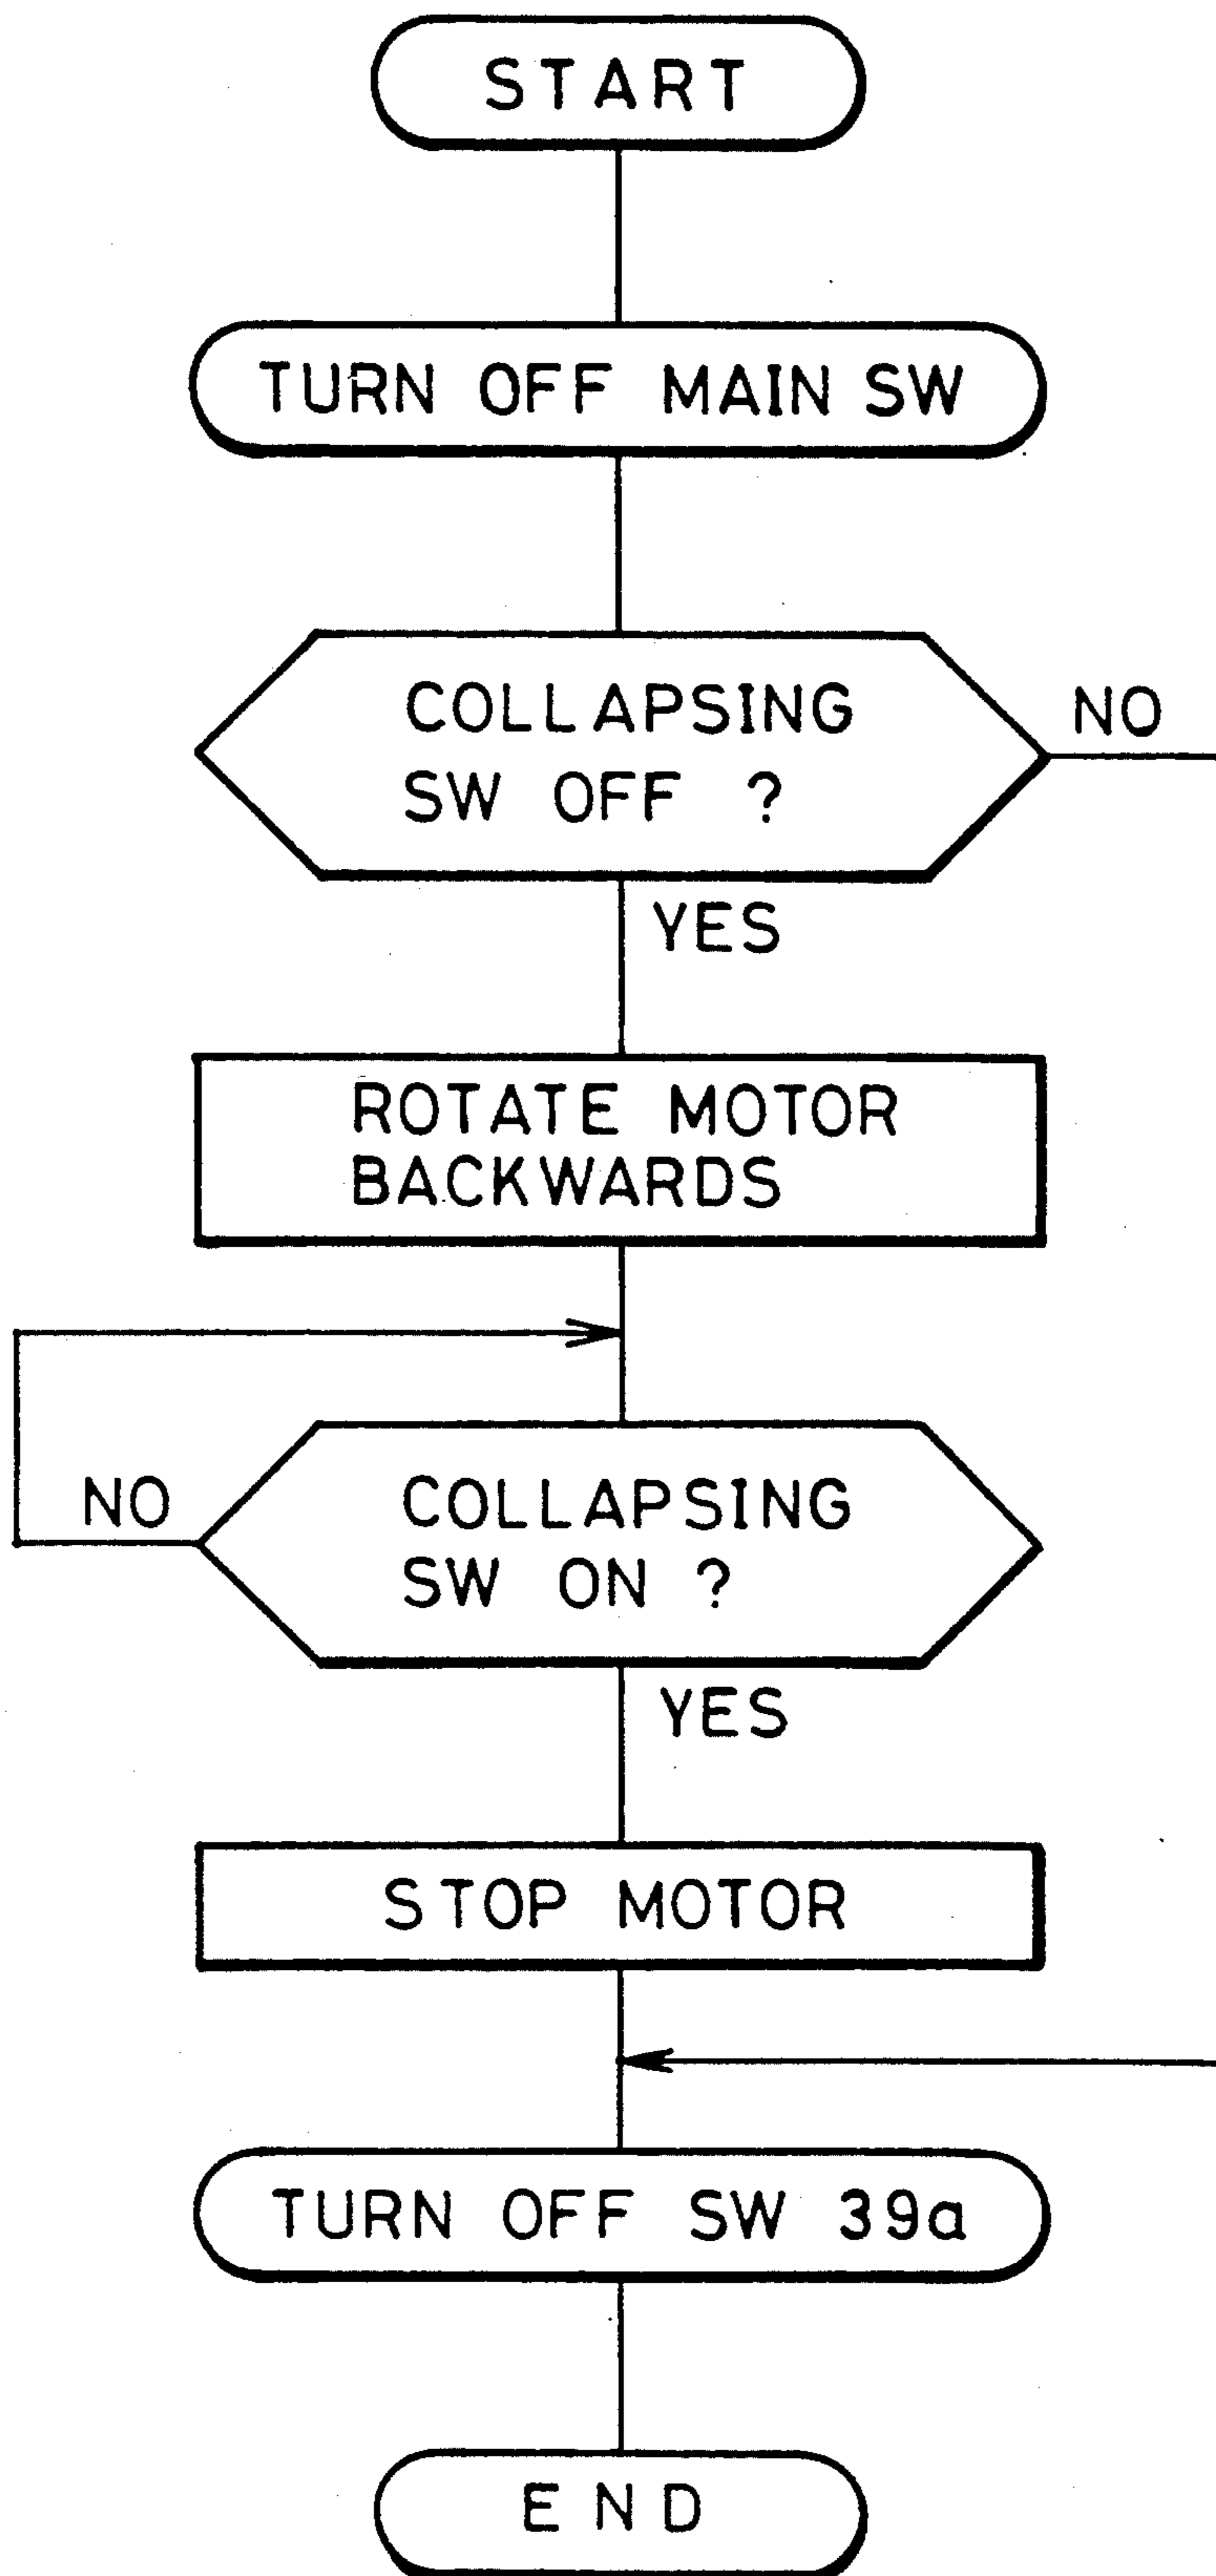 START
TURN OFF MAIN SW
COLLAPSING
SW OFF ?
NO
YES
ROTATE MOTOR
BACKWARDS
NO
COLLAPSING
SW ON ?
YES
STOP MOTOR
TURN OFF SW 39a
END